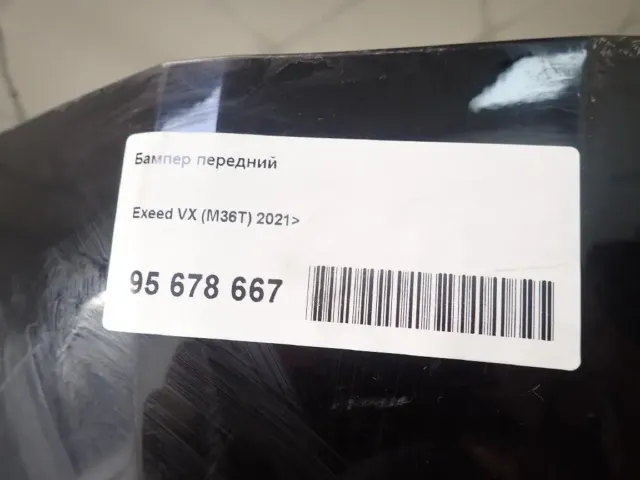 Бампер передний
Exeed VX (M36T) 2021>
95 678 667